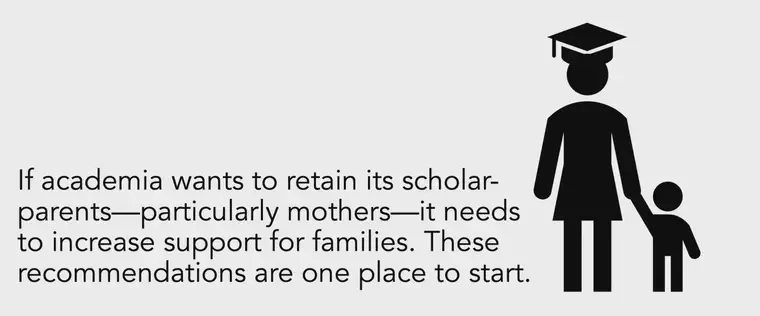 If academia wants to retain its scholar-
parents—particularly mothers—it needs
to increase support for families. These
recommendations are one place to start.